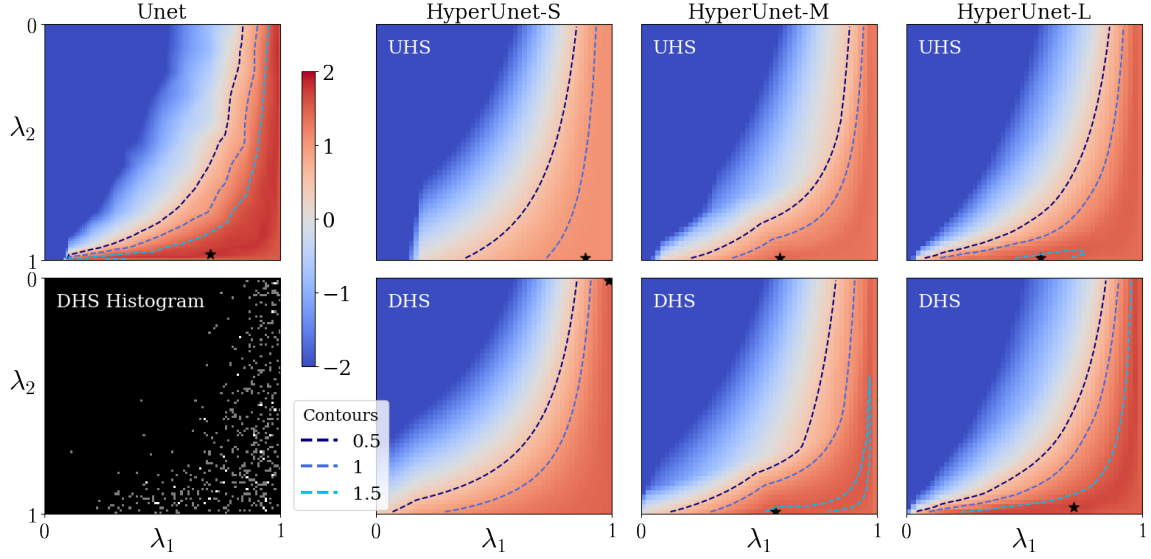 Unet
HyperUnet-S
HyperUnet-M
HyperUnet-L
0
λ₂
1
2
1
0
−1
−2
UHS
UHS
UHS
DHS Histogram
0
λ₂
1
0
λ₁
1
Contours
0.5
1
1.5
DHS
0
λ₁
1
DHS
0
λ₁
1
DHS
0
λ₁
1